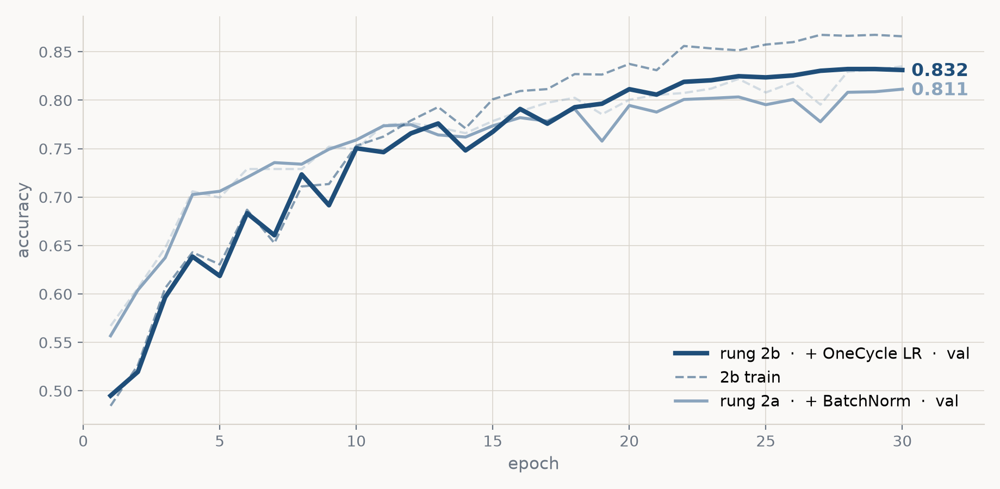 0.85
0.80
0.75
0.70
0.65
0.60
0.55
0.50
accuracy
0.832
0.811
rung 2b · + OneCycle LR · val
2b train
rung 2a · + BatchNorm · val
0 5 10 15 20 25 30
epoch